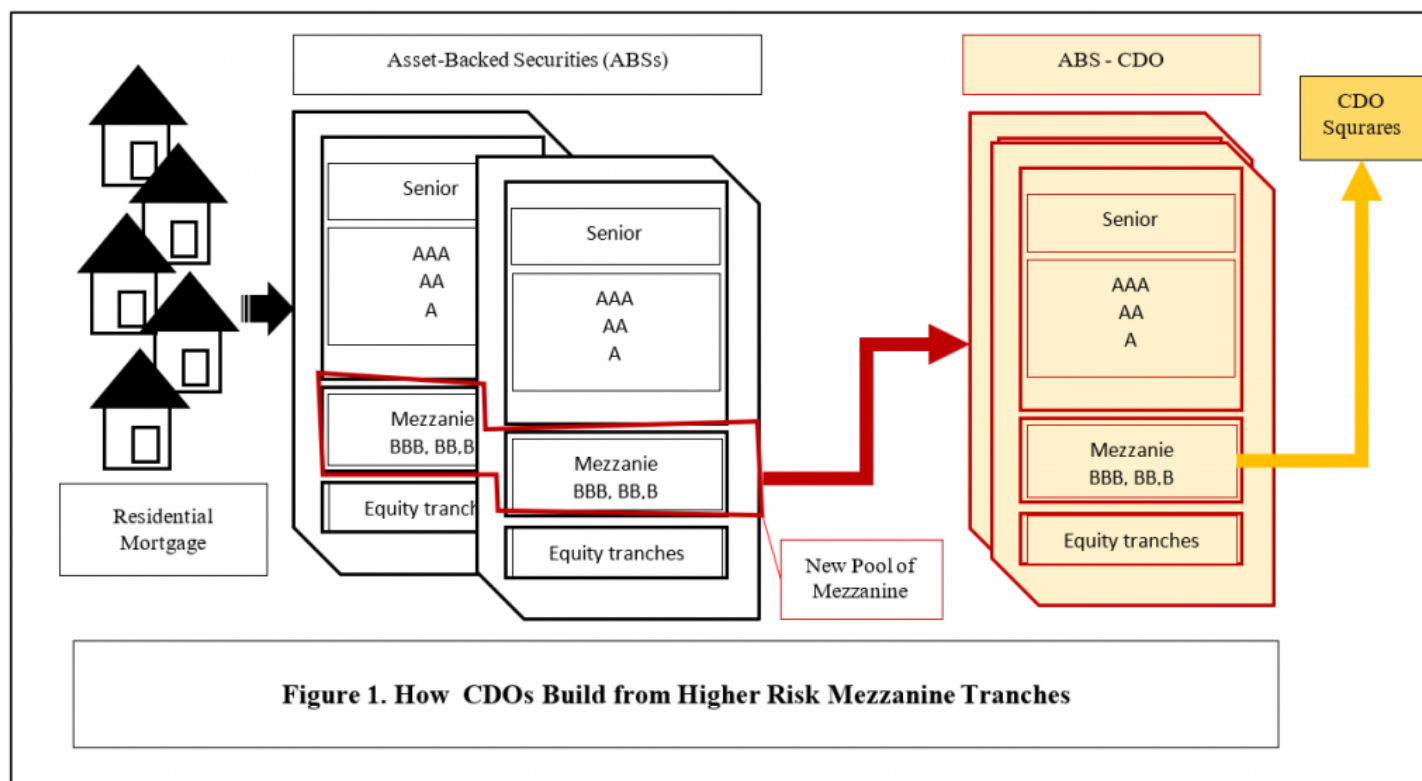 Asset-Backed Securities (ABSs)
ABS - CDO
CDO
Squrares
Senior
AAA
AA
A
Mezzanie
BBB, BB,B
Equity tranch
Senior
AAA
AA
A
Mezzanie
BBB, BB,B
Equity tranches
Senior
AAA
AA
A
Mezzanie
BBB, BB,B
Equity tranches
Residential
Mortgage
New Pool of
Mezzanine
Figure 1. How CDOs Build from Higher Risk Mezzanine Tranches